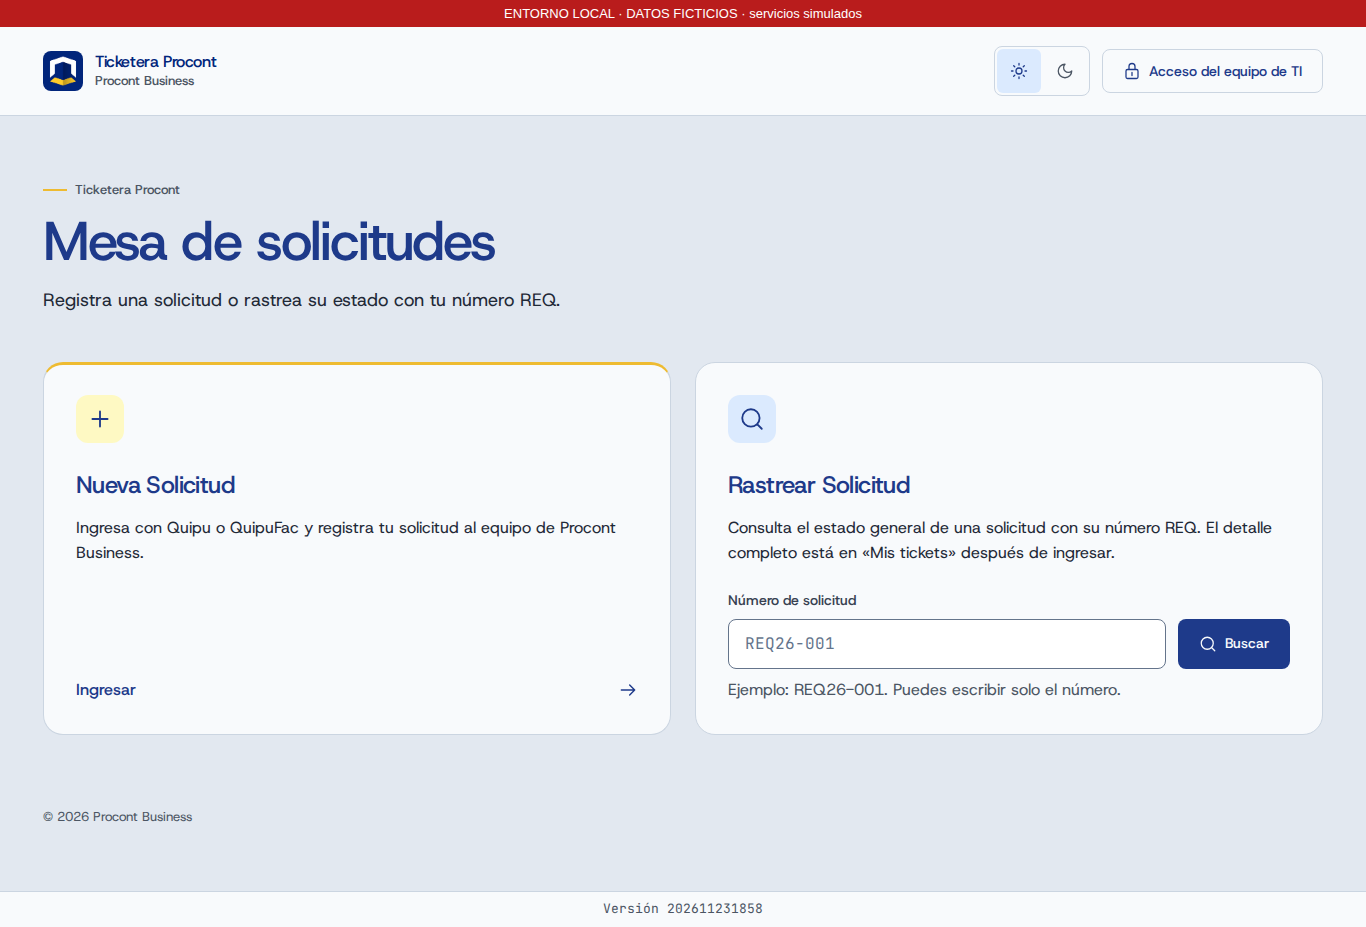 ENTORNO LOCAL · DATOS FICTICIOS · servicios simulados
Ticketera Procont
Procont Business
Acceso del equipo de TI
Ticketera Procont
Mesa de solicitudes
Registra una solicitud o rastrea su estado con tu número REQ.
Nueva Solicitud
Ingresa con Quipu o QuipuFac y registra tu solicitud al equipo de Procont
Business.
Ingresar
Rastrear Solicitud
Consulta el estado general de una solicitud con su número REQ. El detalle
completo está en «Mis tickets» después de ingresar.
Número de solicitud
REQ26-001
Buscar
Ejemplo: REQ26-001. Puedes escribir solo el número.
© 2026 Procont Business
Versión 202611231858